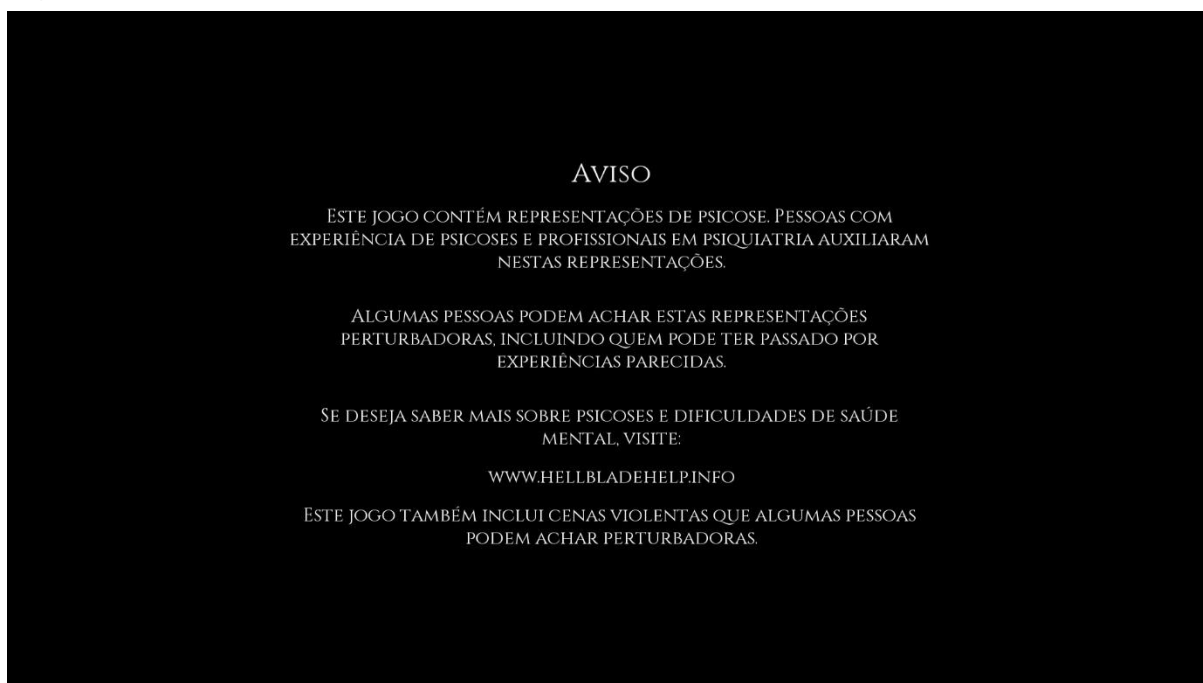 Aviso
Este jogo contém representações de psicose. Pessoas com
experiência de psicoses e profissionais em psiquiatria auxiliaram
nestas representações.
Algumas pessoas podem achar estas representações
perturbadoras, incluindo quem pode ter passado por
experiências parecidas.
Se deseja saber mais sobre psicoses e dificuldades de saúde
mental, visite:
www.hellbladehelp.info
Este jogo também inclui cenas violentas que algumas pessoas
podem achar perturbadoras.